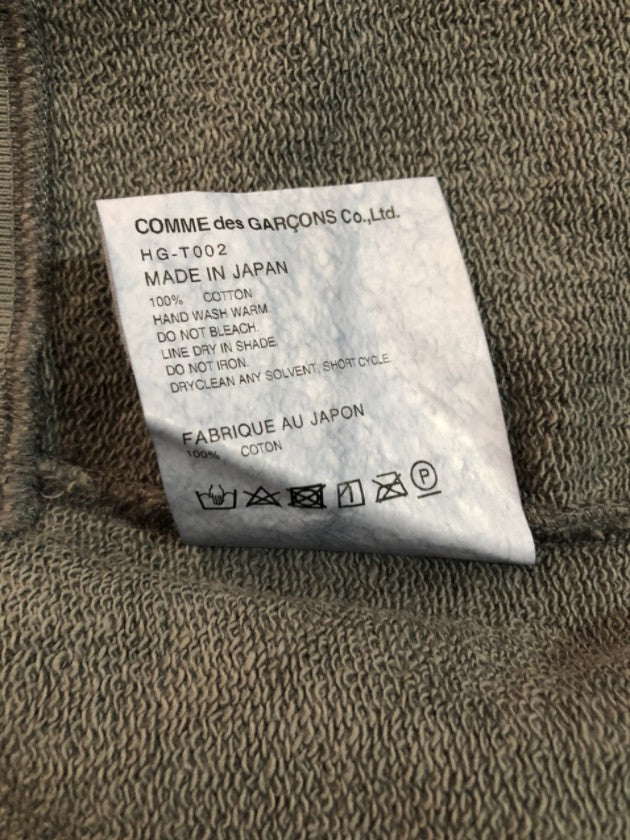 COMME des GARÇONS Co.,Ltd.
HG-T002
MADE IN JAPAN
100% COTTON
HAND WASH WARM.
DO NOT BLEACH.
LINE DRY IN SHADE.
DO NOT IRON.
DRYCLEAN ANY SOLVENT, SHORT CYCLE.
FABRIQUE AU JAPON
100% COTON
P